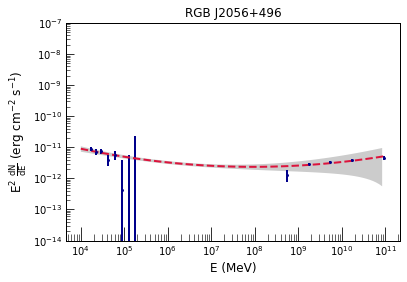 RGB J2056+496
E² dN/dE (erg cm⁻² s⁻¹)
10⁻⁷
10⁻⁸
10⁻⁹
10⁻¹⁰
10⁻¹¹
10⁻¹²
10⁻¹³
10⁻¹⁴
10⁴ 10⁵ 10⁶ 10⁷ 10⁸ 10⁹ 10¹⁰ 10¹¹
E (MeV)